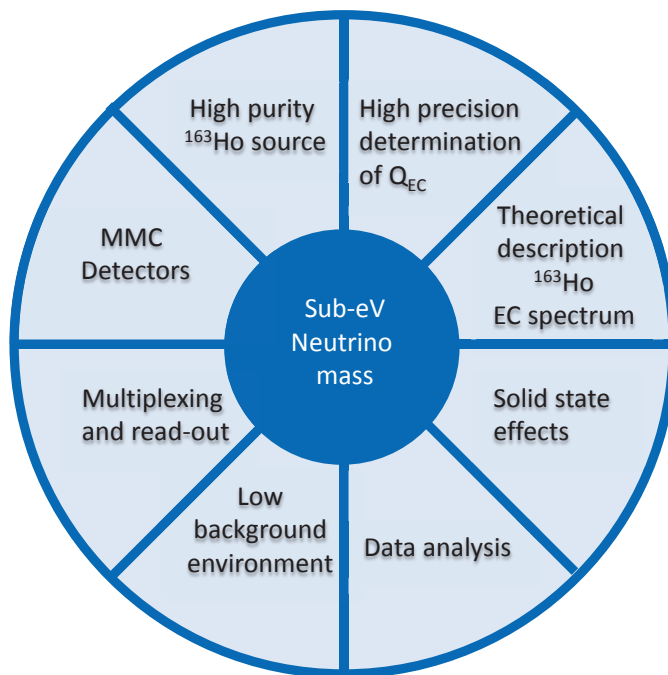 High purity
¹⁶³Ho source
High precision
determination
of Q_EC
Theoretical
description
¹⁶³Ho
EC spectrum
MMC
Detectors
Sub-eV
Neutrino
mass
Multiplexing
and read-out
Solid state
effects
Low
background
environment
Data analysis